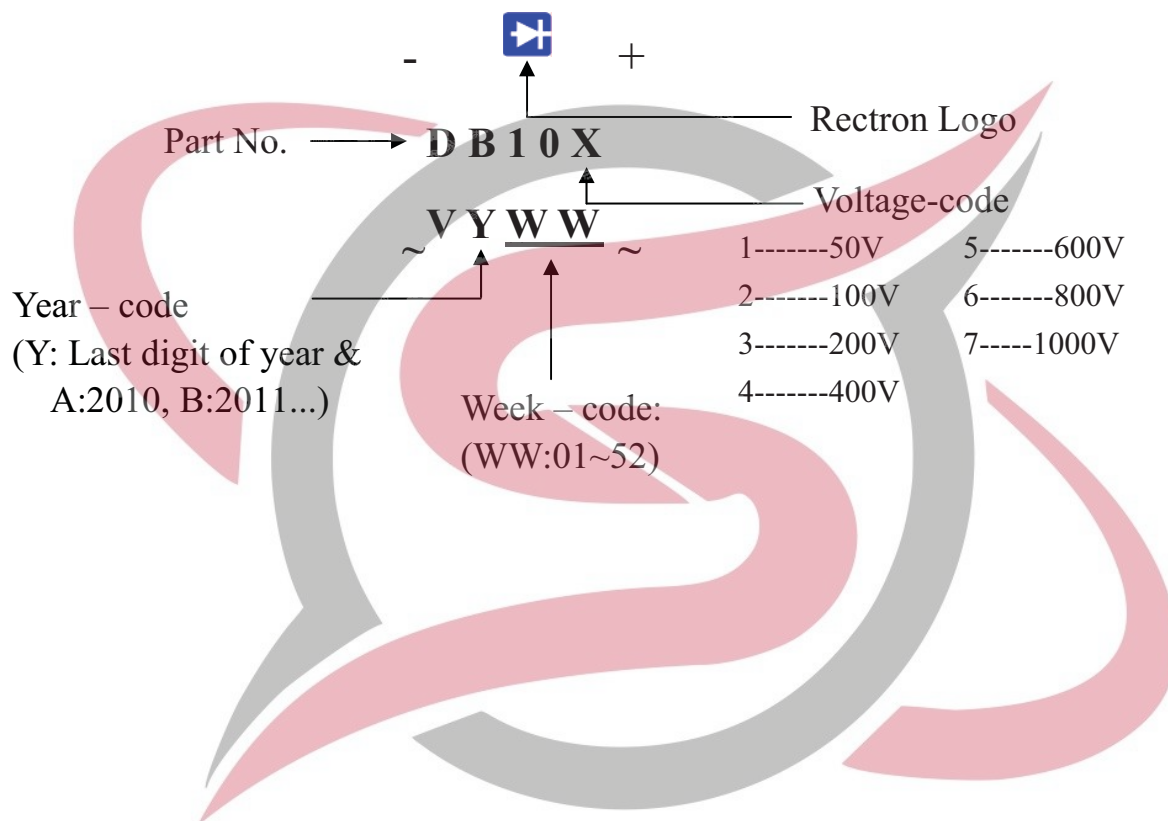 - +
Rectron Logo
Part No. D B 1 0 X
Voltage-code
~ V Y W W ~
1-------50V 5-------600V
Year – code
2-------100V 6-------800V
(Y: Last digit of year &
3-------200V 7-----1000V
A:2010, B:2011...)
4-------400V
Week – code:
(WW:01~52)